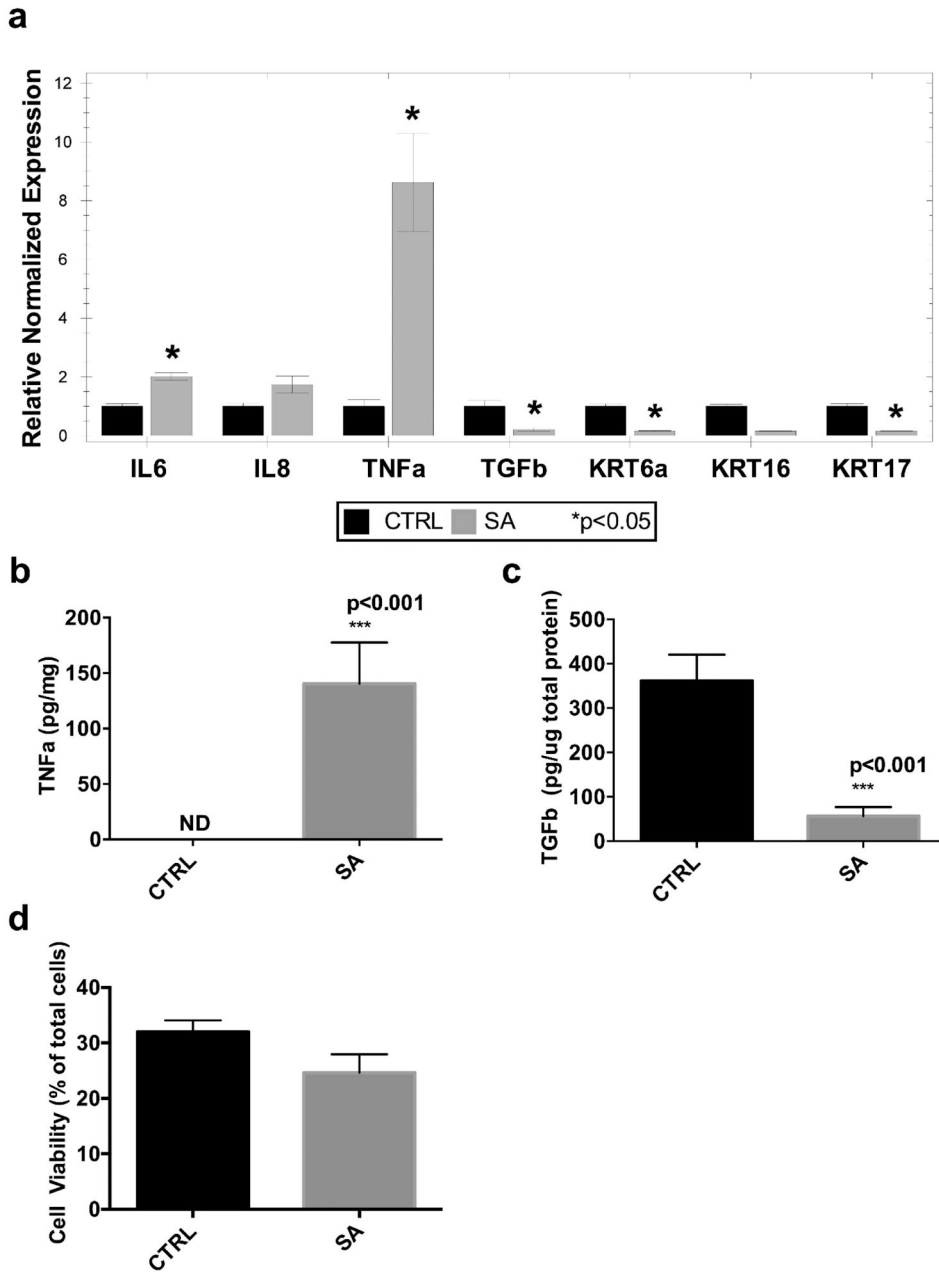 a
Relative Normalized Expression
12
10
8
6
4
2
0
*
*
*
*
*
IL6 IL8 TNFa TGFb KRT6a KRT16 KRT17
CTRL SA *p<0.05
b
TNFa (pg/mg)
200
150
100
50
0
p<0.001
***
ND
CTRL SA
c
TGFb (pg/ug total protein)
500
400
300
200
100
0
p<0.001
***
CTRL SA
d
Cell Viability (% of total cells)
40
30
20
10
0
CTRL SA